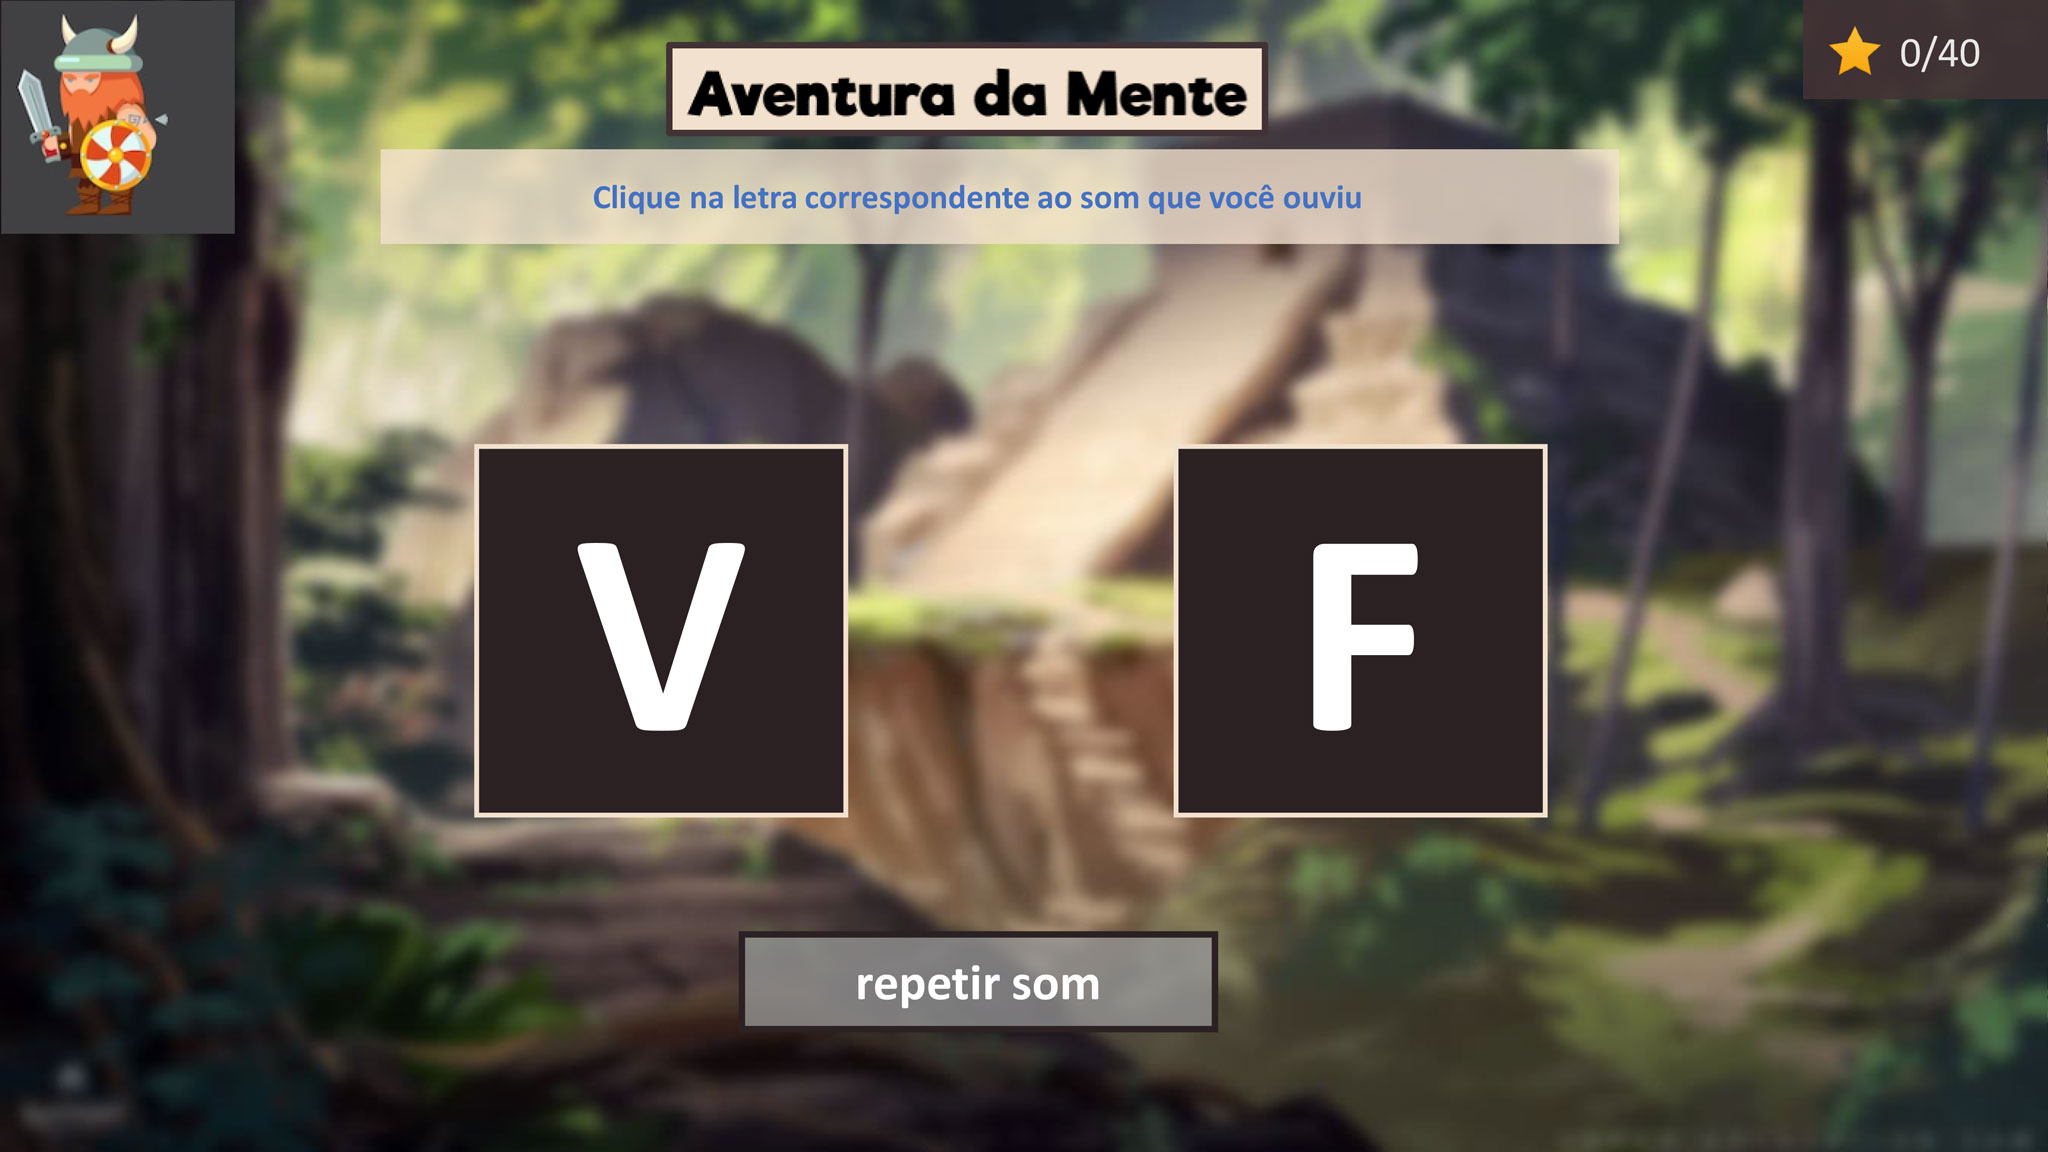 Aventura da Mente
0/40
Clique na letra correspondente ao som que você ouviu
V
F
repetir som